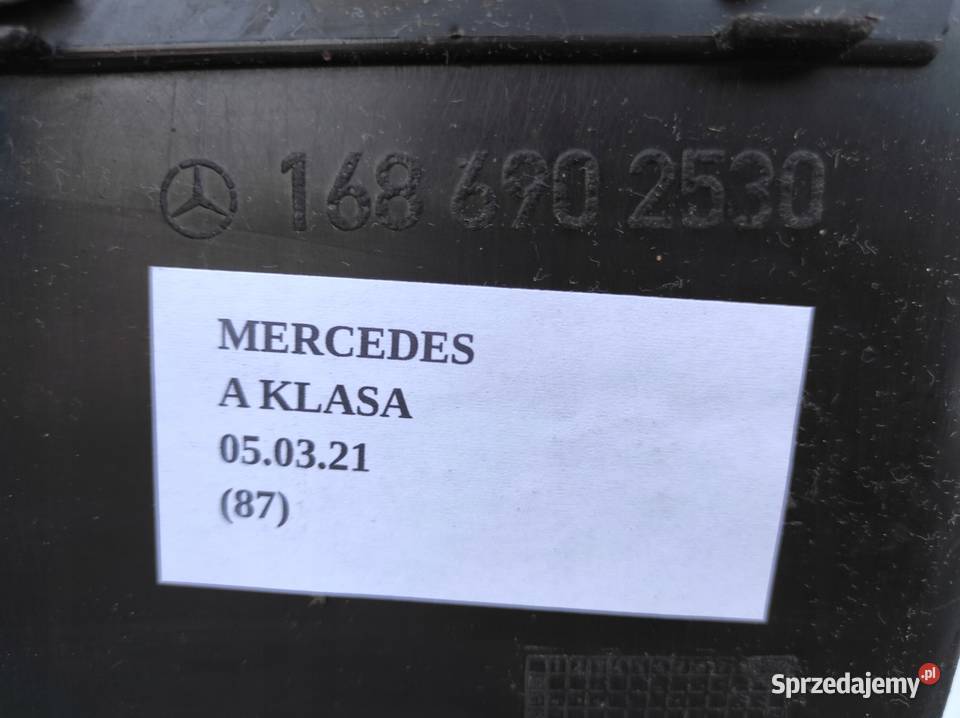 168 690 2530
MERCEDES
A KLASA
05.03.21
(87)
Sprzedajemy.pl